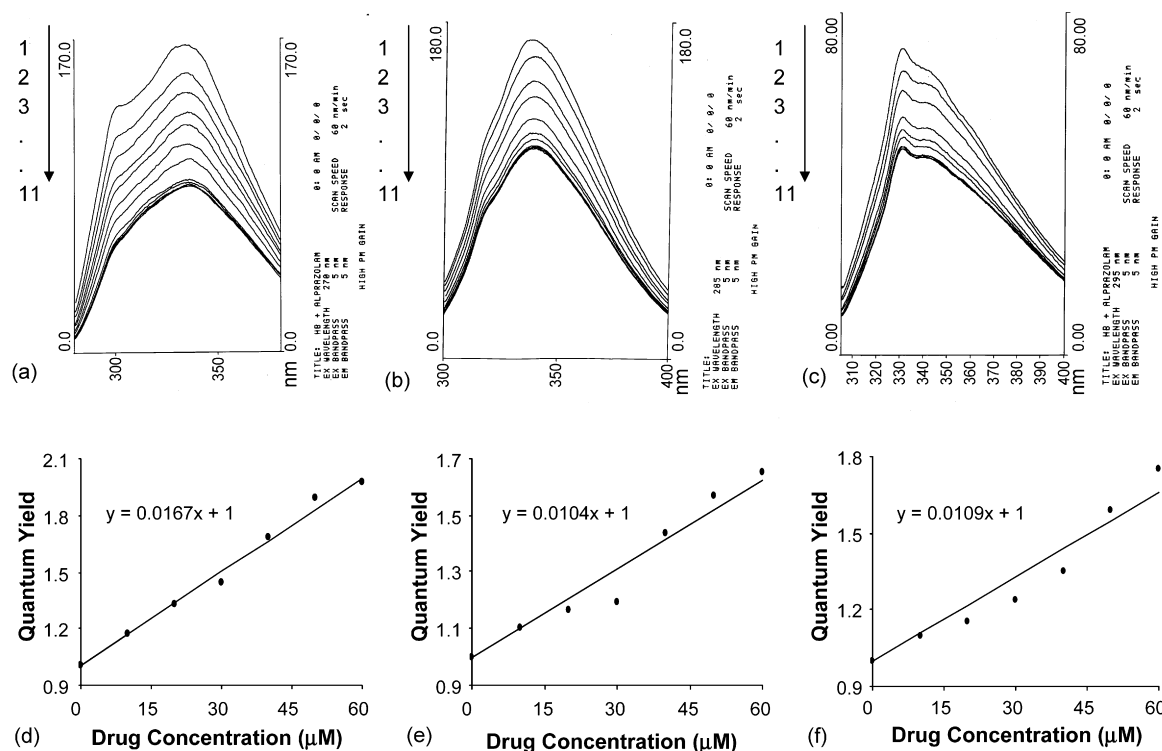 1
2
3
.
.
11
170.0
0.0
300
350
nm
170.0
0.0
0: 0 AM 0/ 0/ 0
SCAN SPEED 60 nm/min
RESPONSE 2 sec
TITLE: HB + ALPRAZOLAM
EX WAVELENGTH 270 nm
EX BANDPASS 5 nm
EM BANDPASS 5 nm
HIGH PM GAIN
(a)
1
2
3
.
.
11
180.0
0.0
300
350
400
nm
180.0
0.0
0: 0 AM 0/ 0/ 0
SCAN SPEED 60 nm/min
RESPONSE 2 sec
TITLE:
EX WAVELENGTH 285 nm
EX BANDPASS 5 nm
EM BANDPASS 5 nm
HIGH PM GAIN
(b)
1
2
3
.
.
11
80.00
0.00
310
320
330
340
350
360
370
380
390
400
nm
80.00
0.00
0: 0 AM 0/ 0/ 0
SCAN SPEED 60 nm/min
RESPONSE 2 sec
TITLE: HB + ALPRAZOLAM
EX WAVELENGTH 295 nm
EX BANDPASS 5 nm
EM BANDPASS 5 nm
HIGH PM GAIN
(c)
Quantum Yield
2.1
1.8
1.5
1.2
0.9
y = 0.0167x + 1
0
15
30
45
60
(d)
Drug Concentration (μM)
Quantum Yield
1.7
1.5
1.3
1.1
0.9
y = 0.0104x + 1
0
15
30
45
60
(e)
Drug Concentration (μM)
Quantum Yield
1.8
1.5
1.2
0.9
y = 0.0109x + 1
0
15
30
45
60
(f)
Drug Concentration (μM)